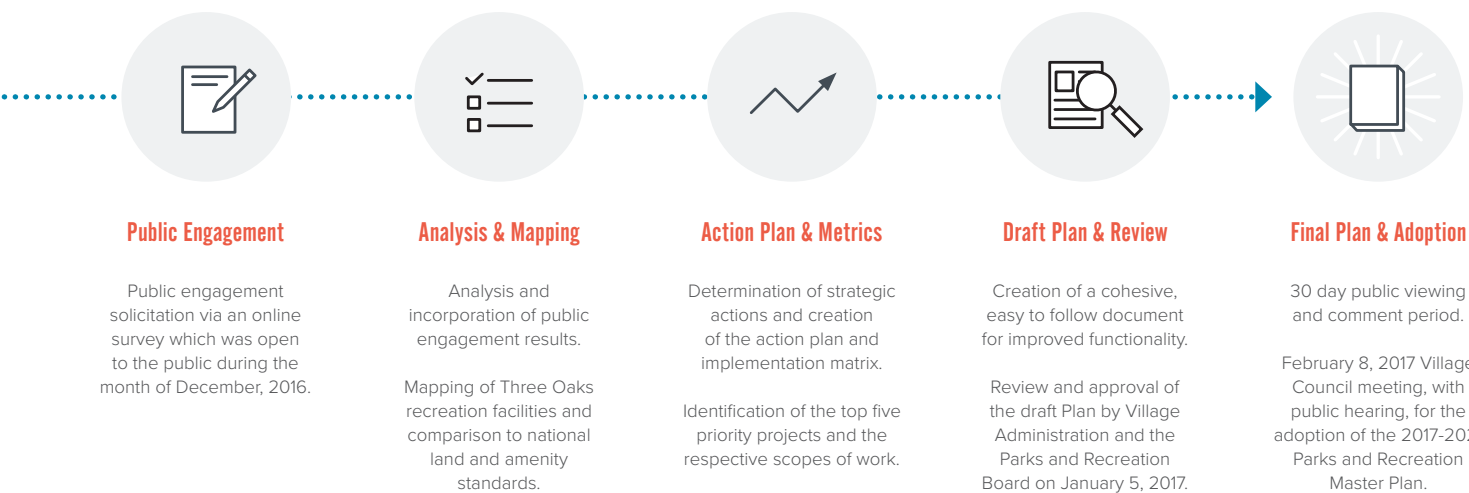 Public Engagement
Public engagement
solicitation via an online
survey which was open
to the public during the
month of December, 2016.
Analysis & Mapping
Analysis and
incorporation of public
engagement results.
Mapping of Three Oaks
recreation facilities and
comparison to national
land and amenity
standards.
Action Plan & Metrics
Determination of strategic
actions and creation
of the action plan and
implementation matrix.
Identification of the top five
priority projects and the
respective scopes of work.
Draft Plan & Review
Creation of a cohesive,
easy to follow document
for improved functionality.
Review and approval of
the draft Plan by Village
Administration and the
Parks and Recreation
Board on January 5, 2017.
Final Plan & Adoption
30 day public viewing
and comment period.
February 8, 2017 Village
Council meeting, with
public hearing, for the
adoption of the
Parks and Recreation
Master Plan.